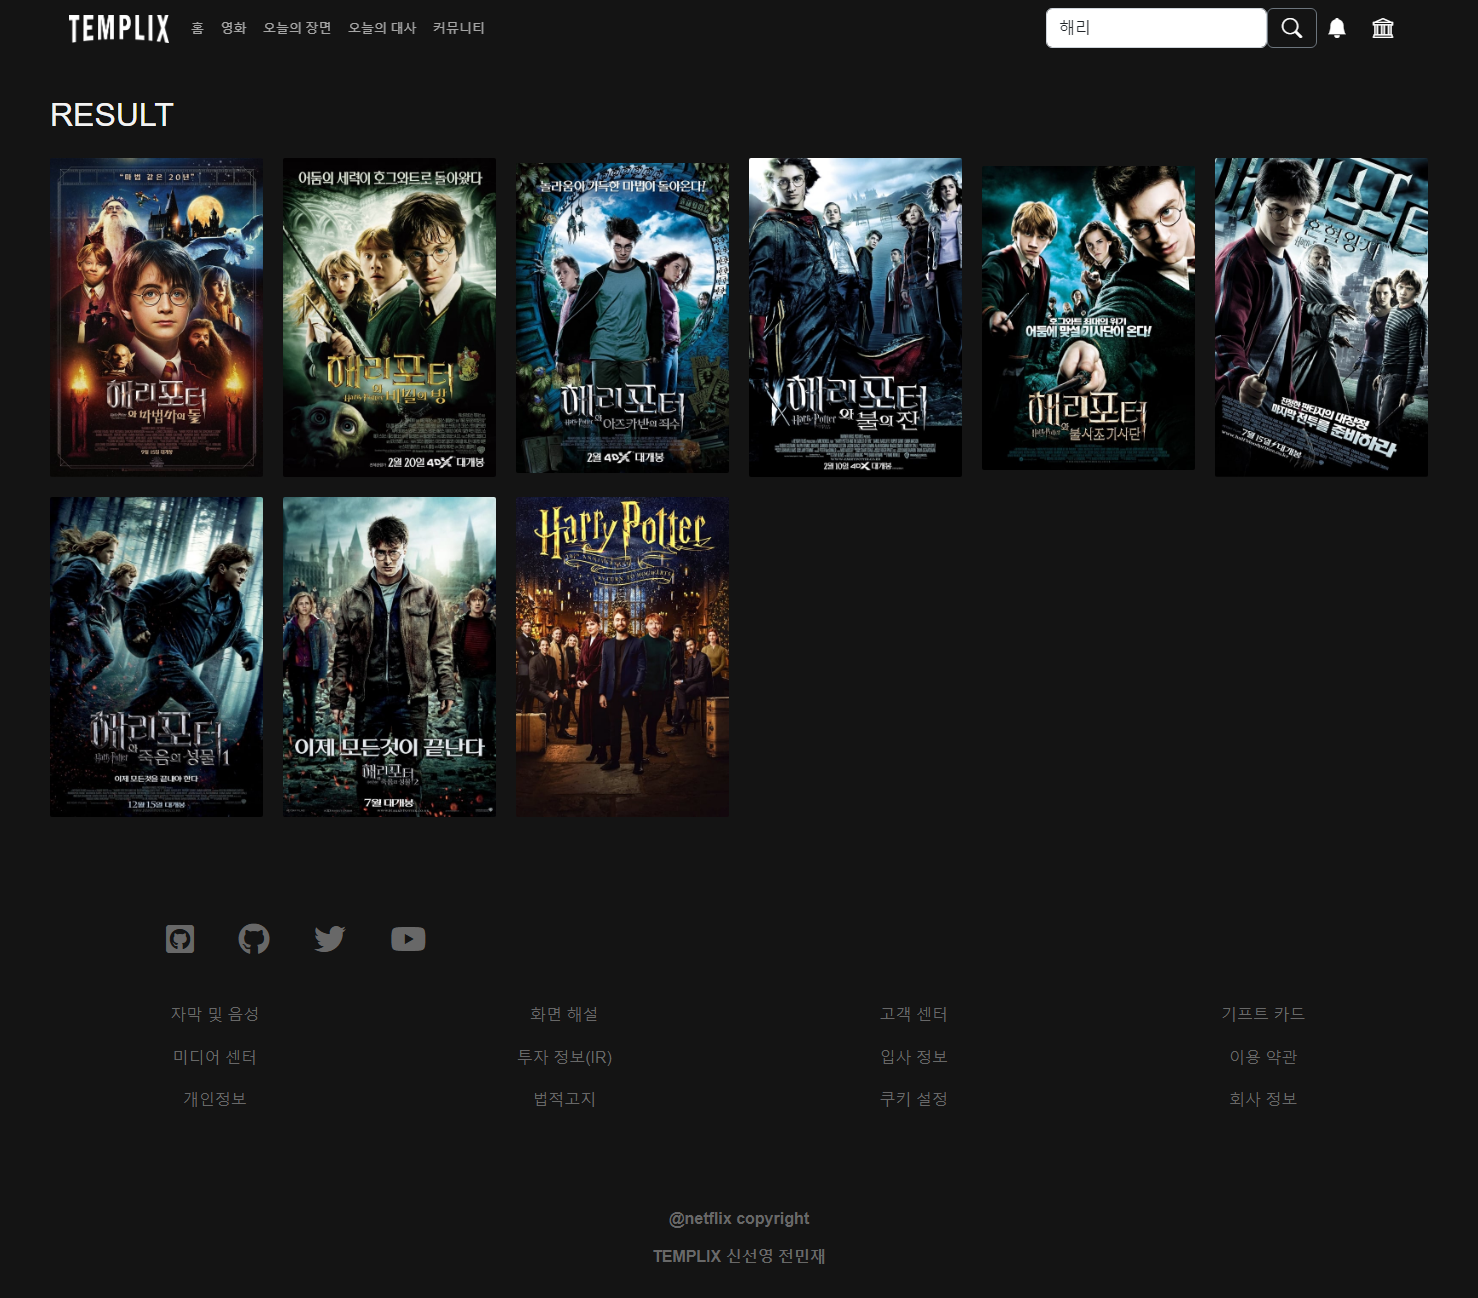 TEMPLIX 홈 영화 오늘의 장면 오늘의 대사 커뮤니티 해리
RESULT
"마법 같은 20년"
해리포터
와 마법사의 돌
어둠의 세력이 호그와트로 돌아왔다
해리포터
와 비밀의 방
2월 20일 4DX 대개봉
놀라움이 가득한 마법이 돌아온다!
해리포터
와 아즈카반의 죄수
2월 4DX 대개봉
해리포터
Harry Potter 와 불의 잔
2월 10일 4DX 대개봉
호그와트 최대의 위기
어둠에 맞설 기사단이 온다!
해리포터
와 불사조 기사단
해리포터
혼혈왕자
진정한 판타지의 대장정
마지막 전투를 준비하라
7월 15일 대개봉
해리포터
와 죽음의 성물 1
이제 모든것을 끝내야 한다
12월 15일 대개봉
이제 모든것이 끝난다
해리포터
죽음의 성물 2
7월 대개봉
Harry Potter
RETURN TO HOGWARTS
자막 및 음성 화면 해설 고객 센터 기프트 카드
미디어 센터 투자 정보(IR) 입사 정보 이용 약관
개인정보 법적고지 쿠키 설정 회사 정보
@netflix copyright
TEMPLIX 신선영 전민재